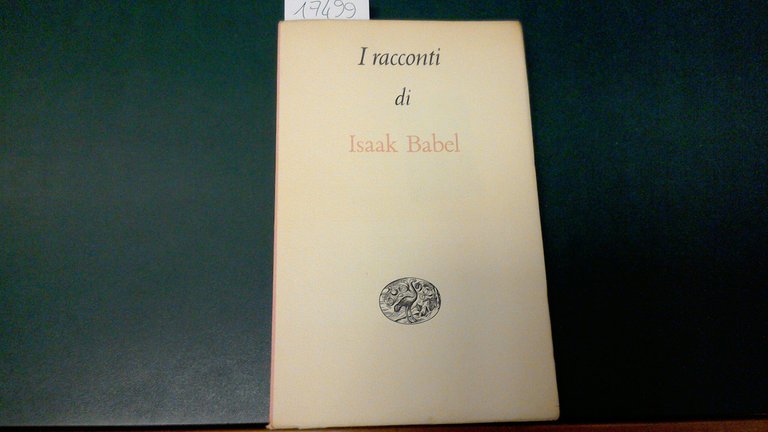 17499
I racconti
di
Isaak Babel